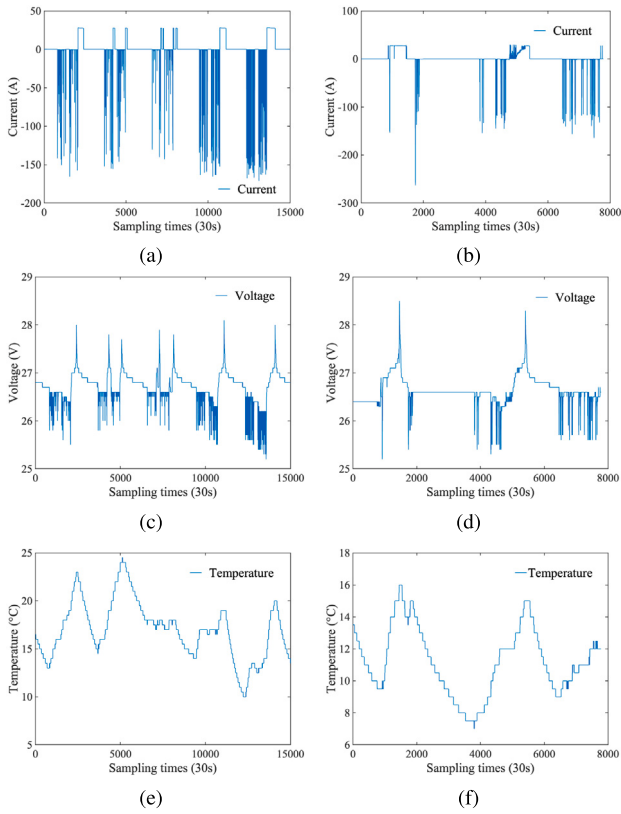 50
0
-50
-100
-150
-200
Current (A)
Current
0
5000
10000
15000
Sampling times (30s)
(a)
100
0
-100
-200
-300
Current (A)
Current
0
2000
4000
6000
8000
Sampling times (30s)
(b)
29
28
27
26
25
Voltage (V)
Voltage
0
5000
10000
15000
Sampling times (30s)
(c)
29
28
27
26
25
Voltage (V)
Voltage
0
2000
4000
6000
8000
Sampling times (30s)
(d)
25
20
15
10
5
Temperature (°C)
Temperature
0
5000
10000
15000
Sampling times (30s)
(e)
18
16
14
12
10
8
6
Temperature (°C)
Temperature
0
2000
4000
6000
8000
Sampling times (30s)
(f)